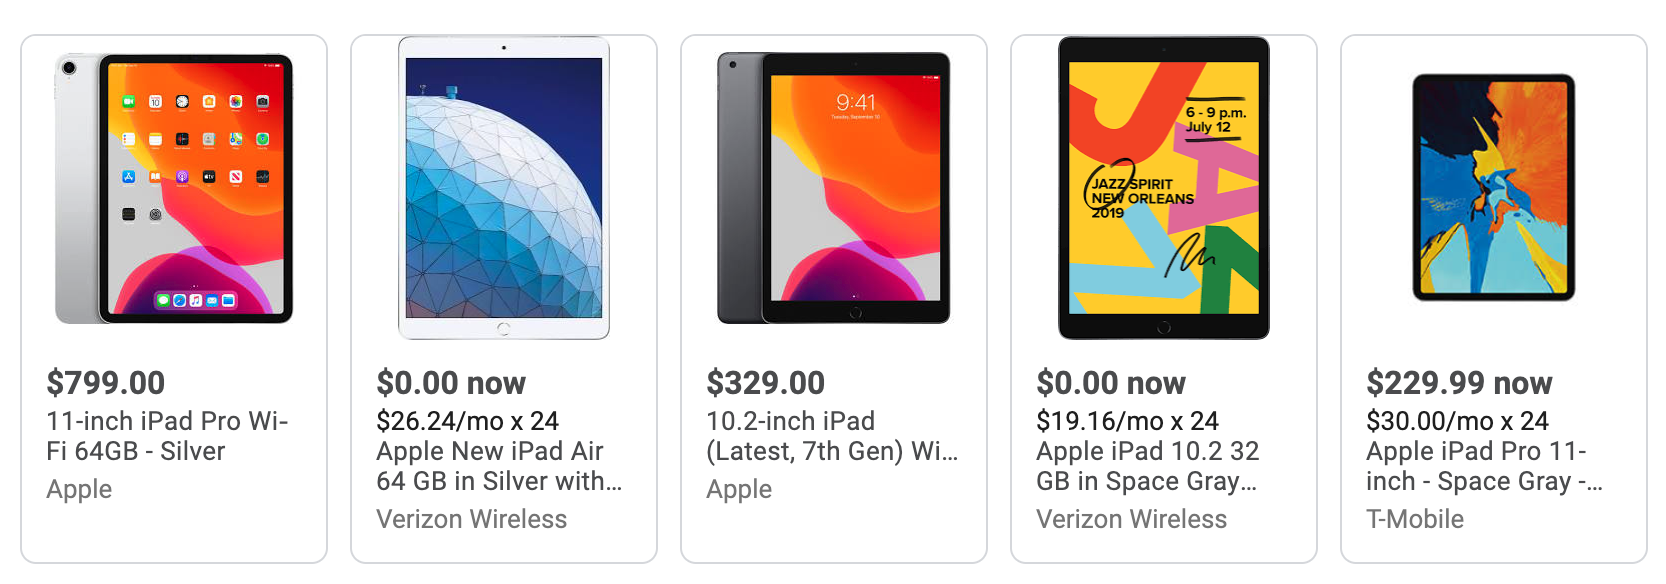 $799.00
11-inch iPad Pro Wi-
Fi 64GB - Silver
Apple
$0.00 now
$26.24/mo x 24
Apple New iPad Air
64 GB in Silver with...
Verizon Wireless
9:41
Tuesday, September 10
$329.00
10.2-inch iPad
(Latest, 7th Gen) Wi...
Apple
6 - 9 p.m.
July 12
JAZZ SPIRIT
NEW ORLEANS
2019
$0.00 now
$19.16/mo x 24
Apple iPad 10.2 32
GB in Space Gray...
Verizon Wireless
$229.99 now
$30.00/mo x 24
Apple iPad Pro 11-
inch - Space Gray -...
T-Mobile